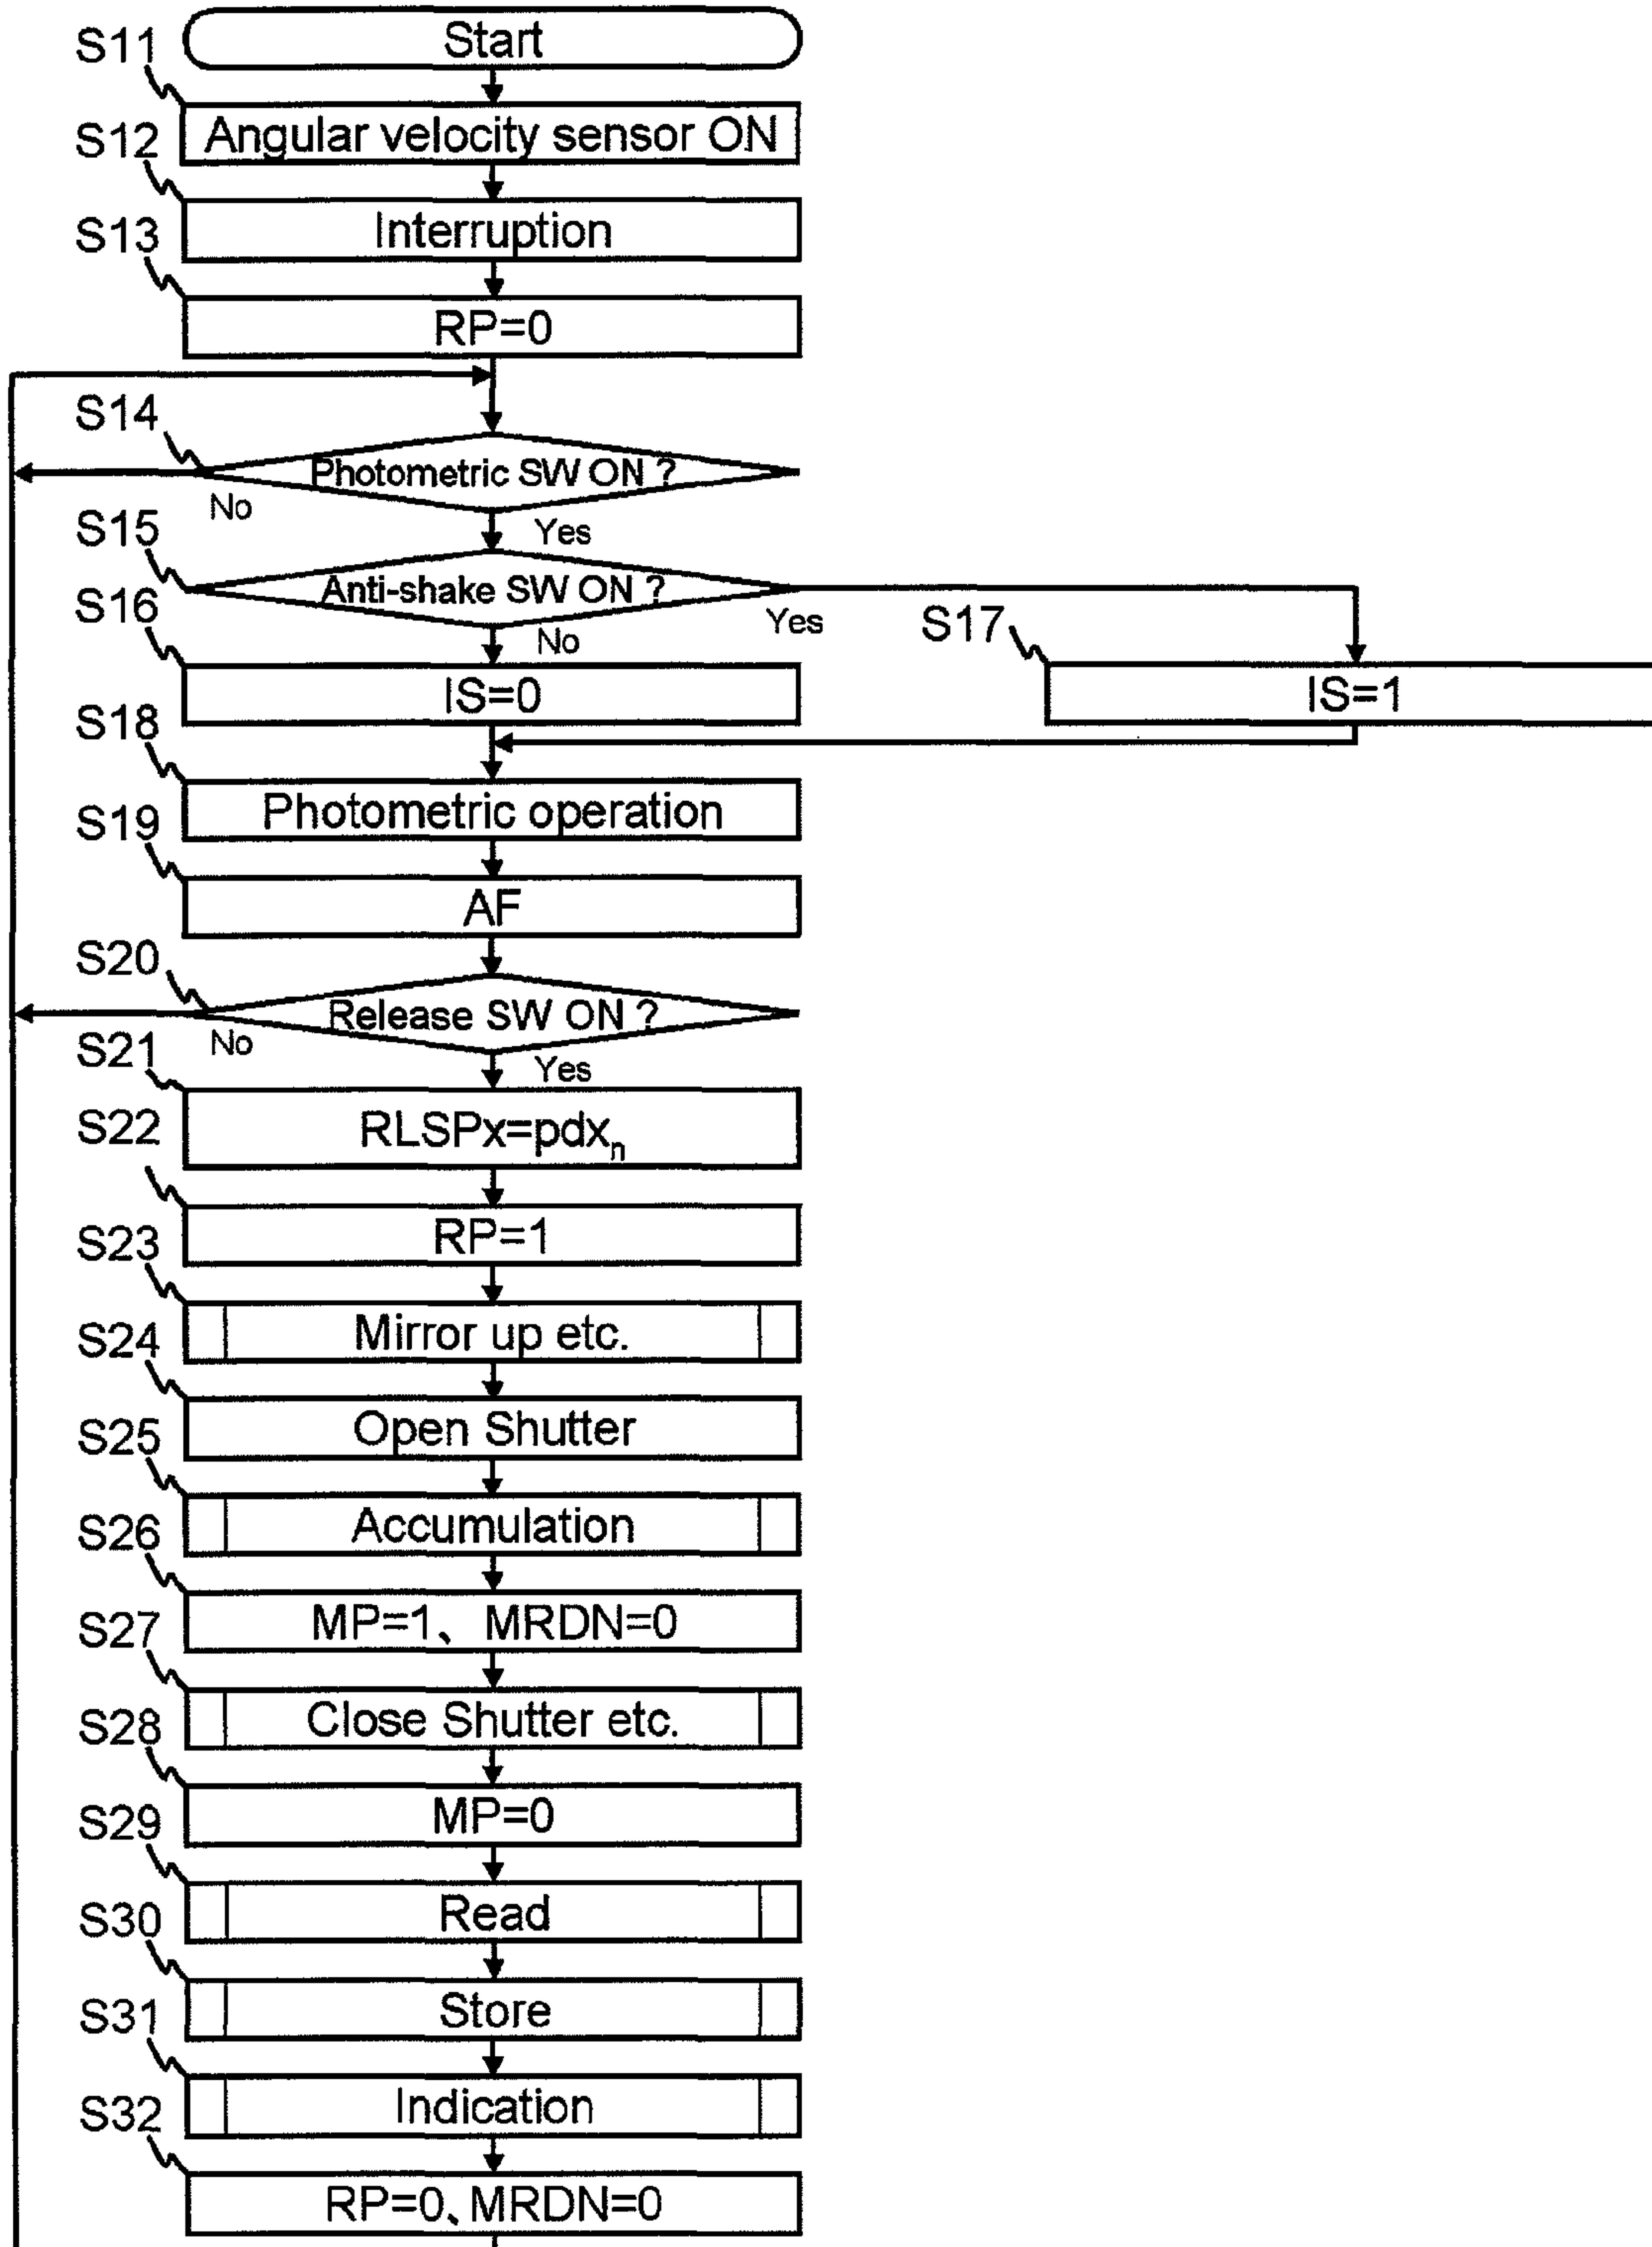 Start
S11
Angular velocity sensor ON
S12
Interruption
S13
RP=0
S14
Photometric SW ON ?
No
Yes
S15
Anti-shake SW ON ?
Yes
No
S16
IS=0
S17
IS=1
S18
Photometric operation
S19
AF
S20
Release SW ON ?
No
Yes
S21
RLSPx=pdxₙ
S22
RP=1
S23
Mirror up etc.
S24
Open Shutter
S25
Accumulation
S26
MP=1、MRDN=0
S27
Close Shutter etc.
S28
MP=0
S29
Read
S30
Store
S31
Indication
S32
RP=0、MRDN=0